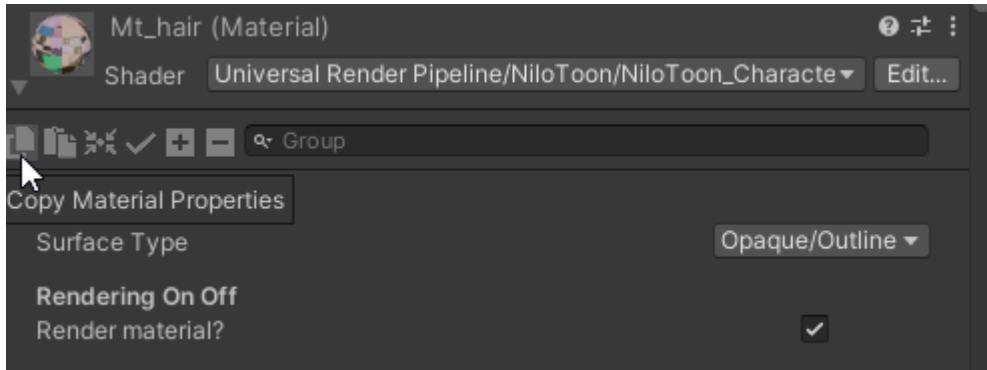 Mt_hair (Material)
Shader Universal Render Pipeline/NiloToon/NiloToon_Characte Edit...
Group
Copy Material Properties
Surface Type Opaque/Outline
Rendering On Off
Render material?